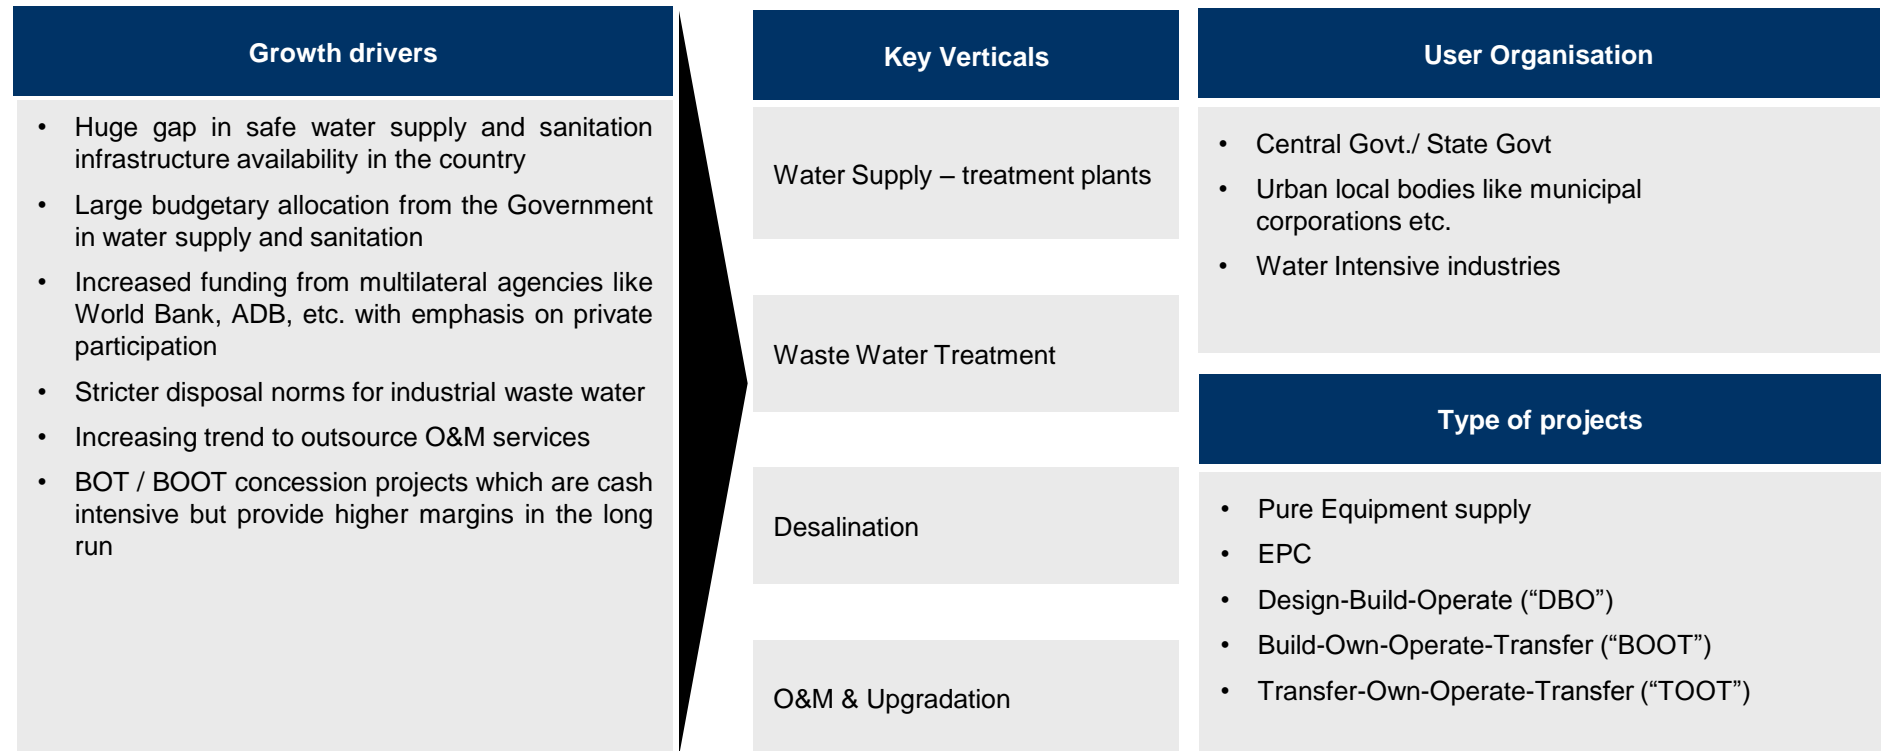 Growth drivers
• Huge gap in safe water supply and sanitation
infrastructure availability in the country
• Large budgetary allocation from the Government
in water supply and sanitation
• Increased funding from multilateral agencies like
World Bank, ADB, etc. with emphasis on private
participation
• Stricter disposal norms for industrial waste water
• Increasing trend to outsource O&M services
• BOT / BOOT concession projects which are cash
intensive but provide higher margins in the long
run
Key Verticals
Water Supply – treatment plants
Waste Water Treatment
Desalination
O&M & Upgradation
User Organisation
• Central Govt./ State Govt
• Urban local bodies like municipal
corporations etc.
• Water Intensive industries
Type of projects
• Pure Equipment supply
• EPC
• Design-Build-Operate (“DBO”)
• Build-Own-Operate-Transfer (“BOOT”)
• Transfer-Own-Operate-Transfer (“TOOT”)